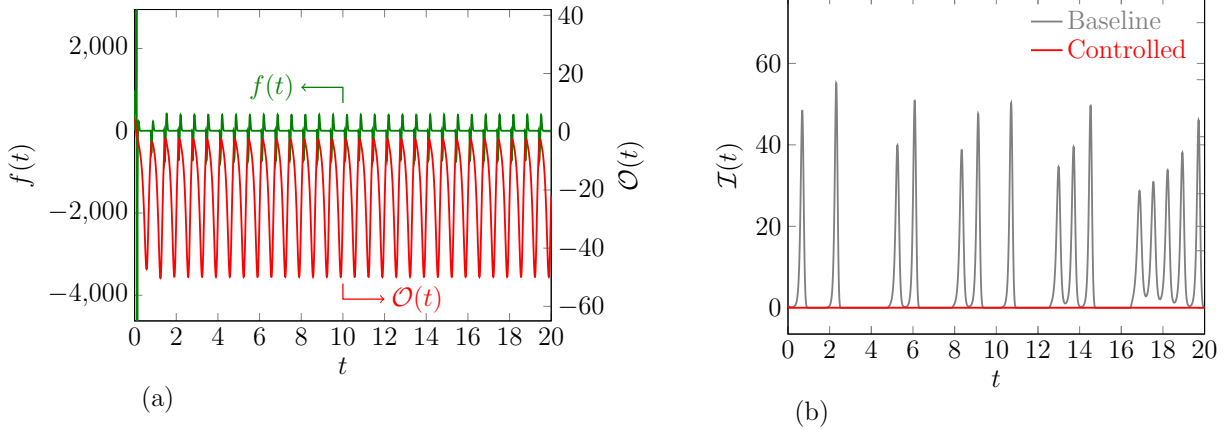 2,000
0
−2,000
−4,000
f(t)
40
20
0
−20
−40
−60
𝒪(t)
f(t)
𝒪(t)
0 2 4 6 8 10 12 14 16 18 20
t
(a)
60
40
20
0
ℐ(t)
Baseline
Controlled
0 2 4 6 8 10 12 14 16 18 20
t
(b)